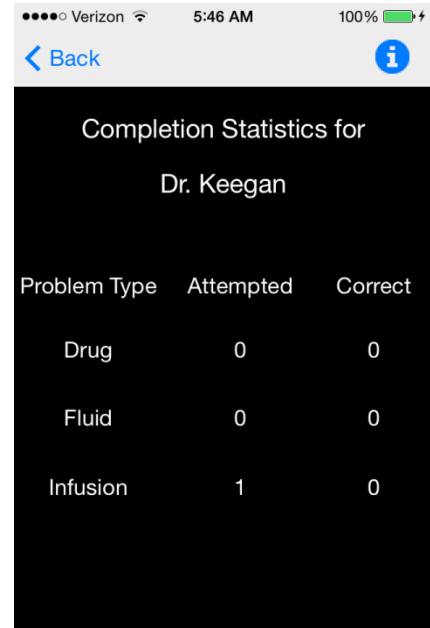 Verizon 5:46 AM 100%
Back
Completion Statistics for
Dr. Keegan
Problem Type Attempted Correct
Drug 0 0
Fluid 0 0
Infusion 1 0